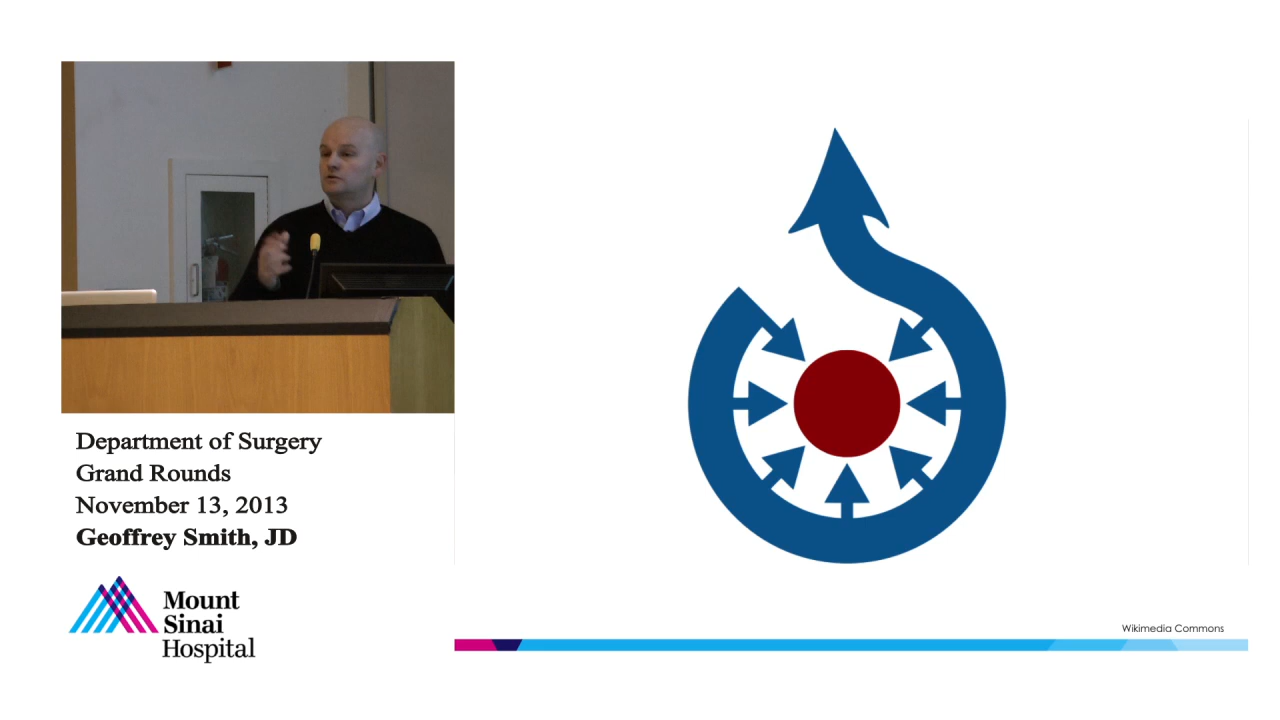 Department of Surgery
Grand Rounds
November 13, 2013
Geoffrey Smith, JD
Mount
Sinai
Hospital
Wikimedia Commons